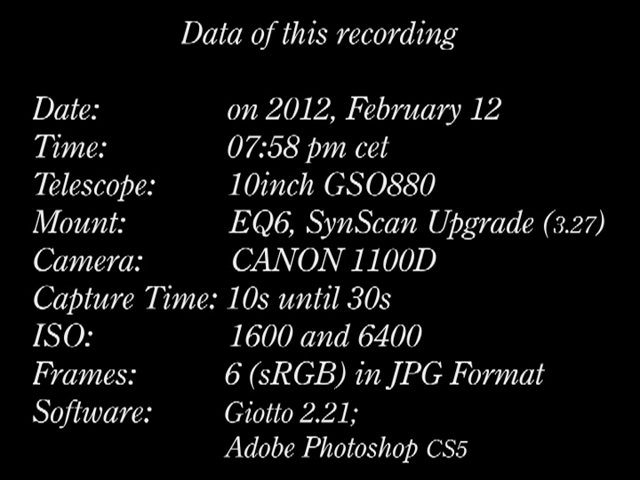 Data of this recording
Date: on 2012, February 12
Time: 07:58 pm cet
Telescope: 10inch GSO880
Mount: EQ6, SynScan Upgrade (3.27)
Camera: CANON 1100D
Capture Time: 10s until 30s
ISO: 1600 and 6400
Frames: 6 (sRGB) in JPG Format
Software: Giotto 2.21;
Adobe Photoshop CS5